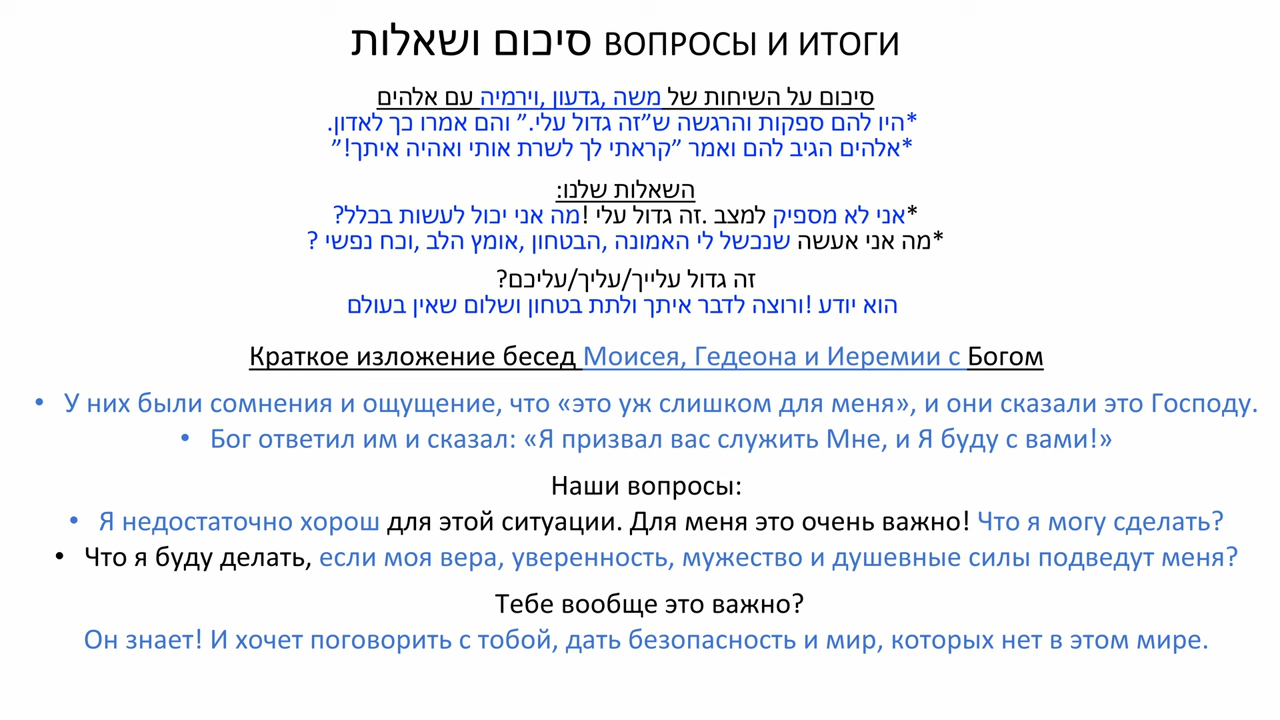 סיכום ושאלות ВОПРОСЫ И ИТОГИ
סיכום על השיחות של משה ,גדעון ,וירמיה עם אלהים
*היו להם ספקות והרגשה ש"זה גדול עלי." והם אמרו כך לאדון.
*אלהים הגיב להם ואמר "קראתי לך לשרת אותי ואהיה איתך!"
השאלות שלנו:
*אני לא מספיק למצב .זה גדול עלי !מה אני יכול לעשות בכלל?
*מה אני אעשה שנכשל לי האמונה ,הבטחון ,אומץ הלב ,וכח נפשי ?
זה גדול עלייך/עליך/עליכם?
הוא יודע !ורוצה לדבר איתך ולתת בטחון ושלום שאין בעולם
Краткое изложение бесед Моисея, Гедеона и Иеремии с Богом
• У них были сомнения и ощущение, что «это уж слишком для меня», и они сказали это Господу.
• Бог ответил им и сказал: «Я призвал вас служить Мне, и Я буду с вами!»
Наши вопросы:
• Я недостаточно хорош для этой ситуации. Для меня это очень важно! Что я могу сделать?
• Что я буду делать, если моя вера, уверенность, мужество и душевные силы подведут меня?
Тебе вообще это важно?
Он знает! И хочет поговорить с тобой, дать безопасность и мир, которых нет в этом мире.